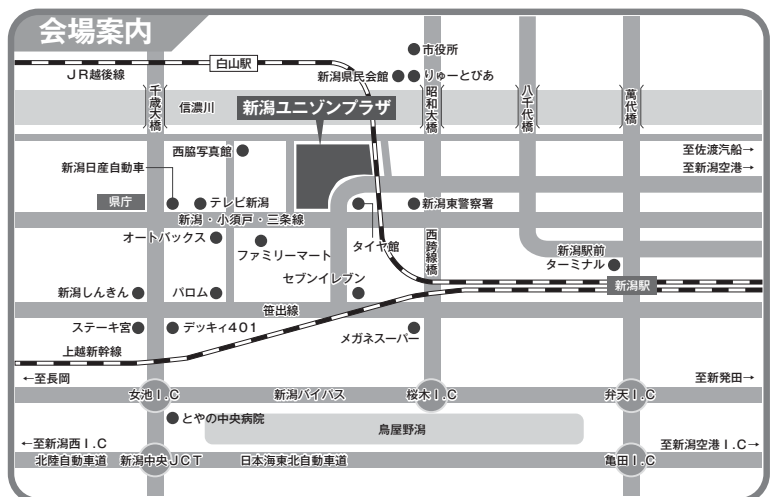 会場案内
市役所
白山駅
JR越後線
新潟県民会館
りゅーとぴあ
千歳大橋
信濃川
新潟ユニゾンプラザ
昭和大橋
八千代橋
萬代橋
西脇写真館
至佐渡汽船→
新潟日産自動車
至新潟空港→
県庁
テレビ新潟
新潟東警察署
新潟・小須戸・三条線
オートバックス
ファミリーマート
タイヤ館
西跨線橋
新潟駅前
ターミナル
セブンイレブン
新潟駅
新潟しんきん
パロム
笹出線
ステーキ宮
デッキィ401
メガネスーパー
上越新幹線
←至長岡
至新発田→
女池I.C
新潟バイパス
桜木I.C
弁天I.C
とやの中央病院
鳥屋野潟
←至新潟西I.C
至新潟空港I.C→
北陸自動車道
新潟中央JCT
日本海東北自動車道
亀田I.C